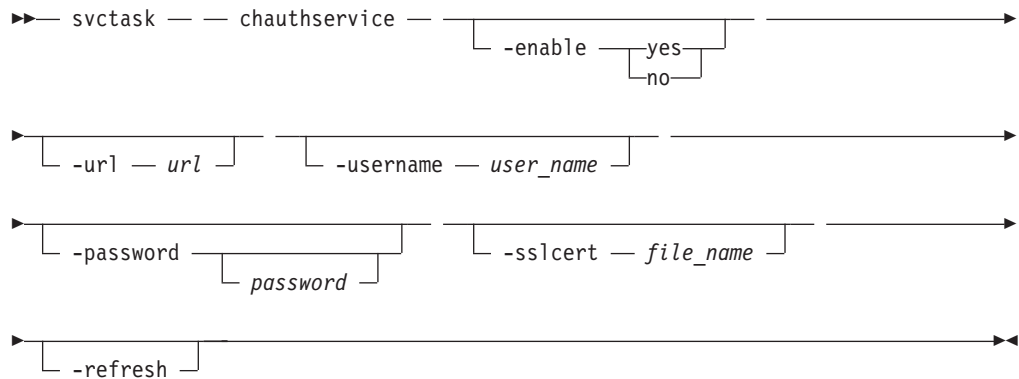 svctask chauthservice
-enable yes
no
-url url -username user_name
-password -sslcert file_name
password
-refresh